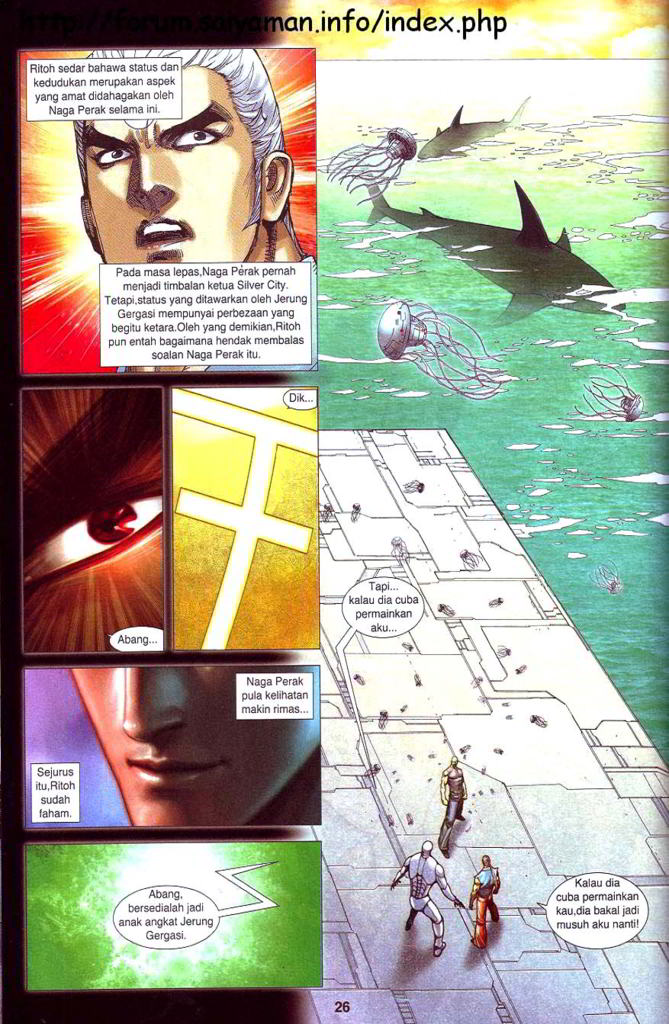 http://forum.saiyaman.info/index.php
Ritoh sedar bahawa status dan
kedudukan merupakan aspek
yang amat didahagakan oleh
Naga Perak selama ini.
Pada masa lepas,Naga Perak pernah
menjadi timbalan ketua Silver City.
Tetapi,status yang ditawarkan oleh Jerung
Gergasi mempunyai perbezaan yang
begitu ketara.Oleh yang demikian,Ritoh
pun entah bagaimana hendak membalas
soalan Naga Perak itu.
Dik...
Abang...
Tapi...
kalau dia cuba
permainkan
aku...
Naga Perak
pula kelihatan
makin rimas...
Sejurus
itu,Ritoh
sudah
faham.
Abang,
bersedialah jadi
anak angkat Jerung
Gergasi.
Kalau dia
cuba permainkan
kau,dia bakal jadi
musuh aku nanti!
26